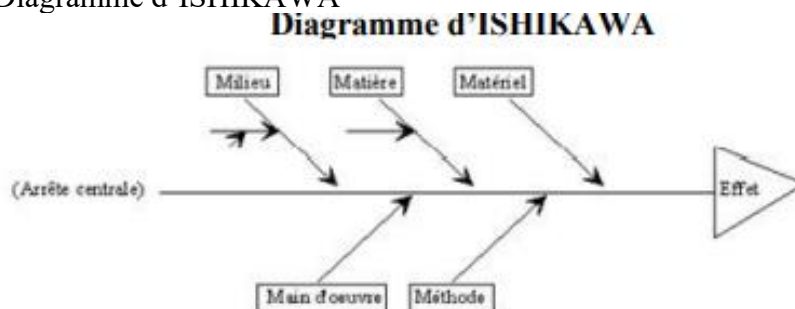 Diagramme d'ISHIKAWA
Diagramme d'ISHIKAWA
Milieu
Matière
Matériel
(Arrête centrale)
Effet
Main d'oeuvre
Méthode